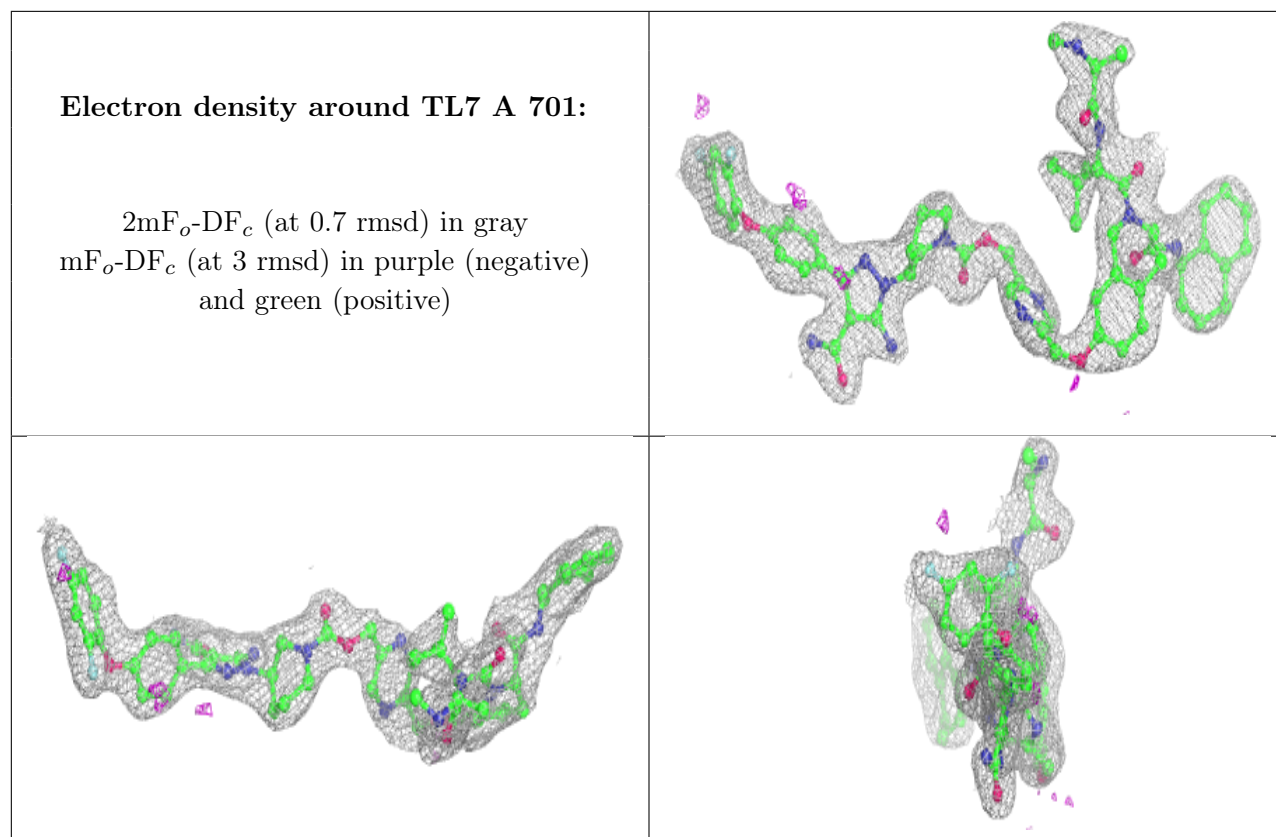 Electron density around TL7 A 701:
2mFₒ-DF𝒸 (at 0.7 rmsd) in gray
mFₒ-DF𝒸 (at 3 rmsd) in purple (negative)
and green (positive)